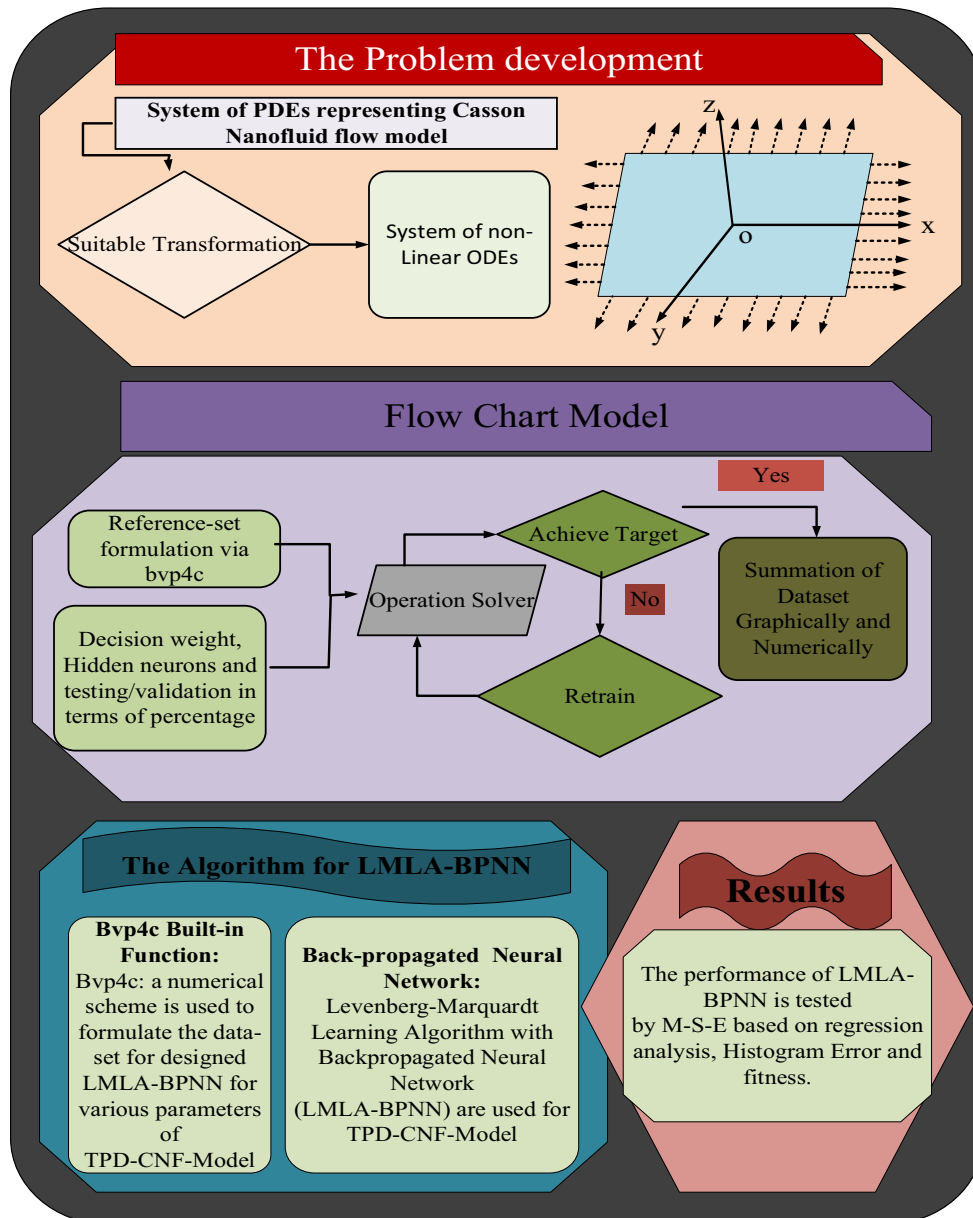 The Problem development
System of PDEs representing Casson
Nanofluid flow model
Suitable Transformation
System of non-
Linear ODEs
z
x
o
y
Flow Chart Model
Reference-set
formulation via
bvp4c
Decision weight,
Hidden neurons and
testing/validation in
terms of percentage
Operation Solver
Achieve Target
Yes
No
Retrain
Summation of
Dataset
Graphically and
Numerically
The Algorithm for LMLA-BPNN
Bvp4c Built-in
Function:
Bvp4c: a numerical
scheme is used to
formulate the data-
set for designed
LMLA-BPNN for
various parameters
of
TPD-CNF-Model
Back-propagated Neural
Network:
Levenberg-Marquardt
Learning Algorithm with
Backpropagated Neural
Network
(LMLA-BPNN) are used for
TPD-CNF-Model
Results
The performance of LMLA-
BPNN is tested
by M-S-E based on regression
analysis, Histogram Error and
fitness.